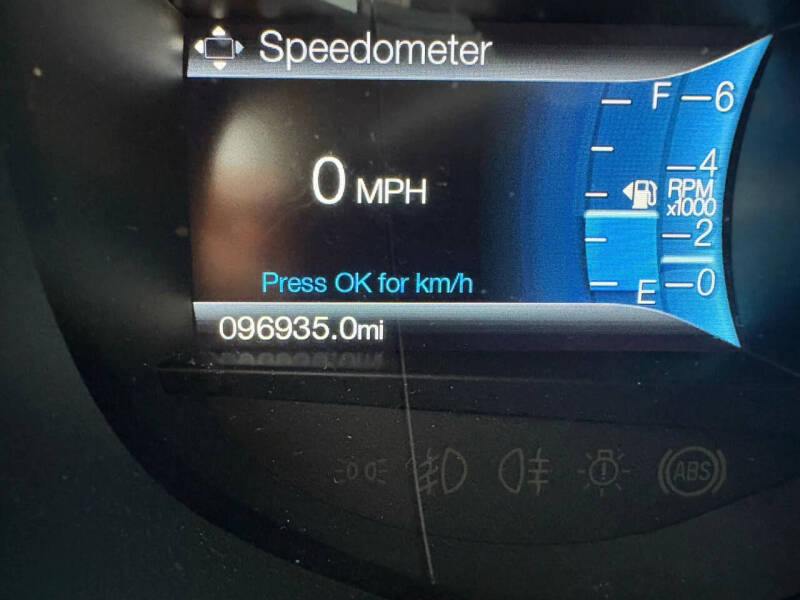 Speedometer
F
6
0 MPH
4
RPM
x1000
2
Press OK for km/h
E
0
096935.0mi
ABS